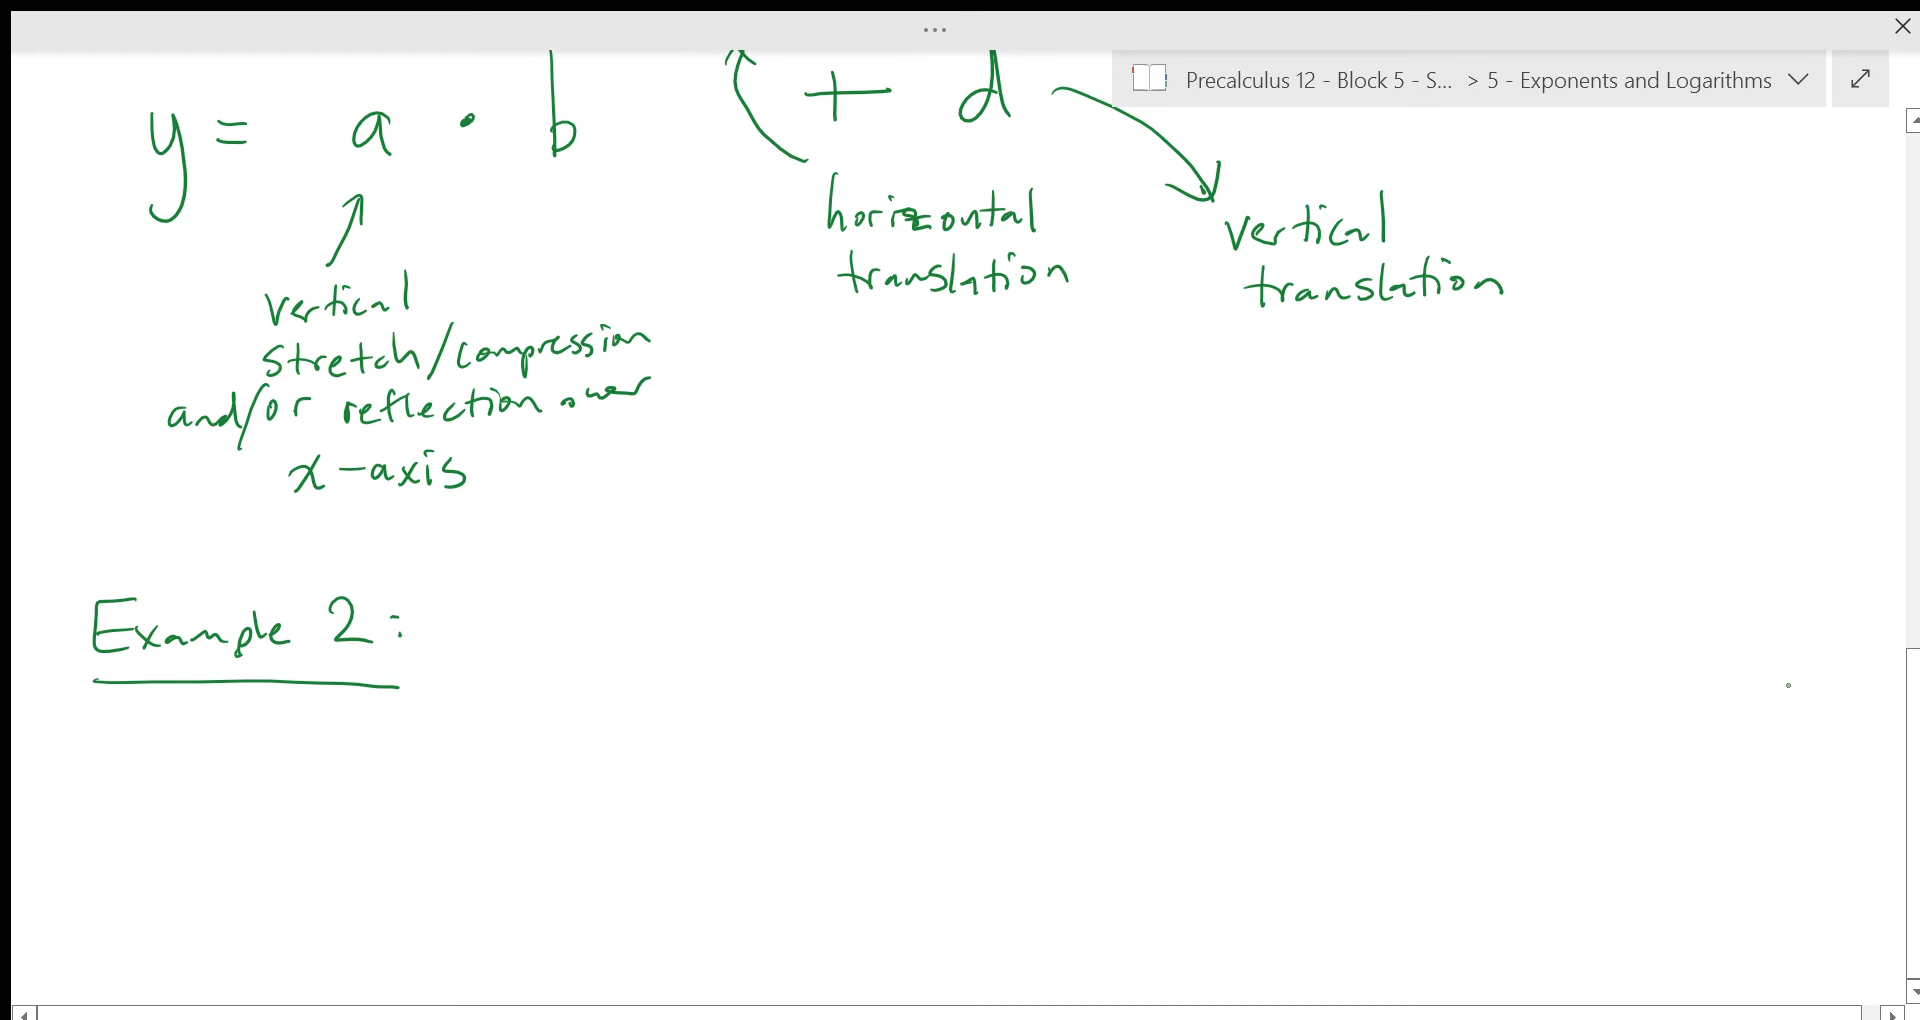 Precalculus 12 - Block 5 - S... > 5 - Exponents and Logarithms
y = a · b + d
horizontal
translation
vertical
translation
vertical
stretch/compression
and/or reflection over
x-axis
Example 2: